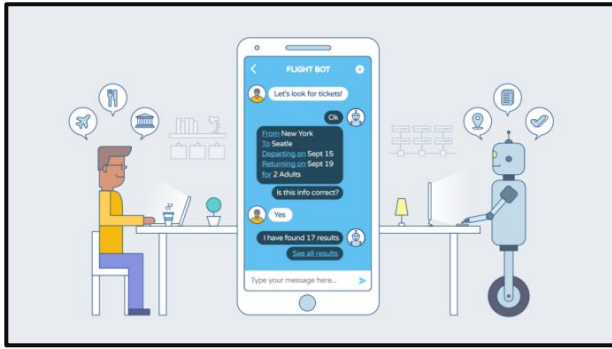 FLIGHT BOT
Let's look for tickets!
Ok
From New York
To Seatle
Departing on Sept 15
Returning on Sept 19
for 2 Adults
Is this info correct?
Yes
I have found 17 results
See all results
Type your message here...